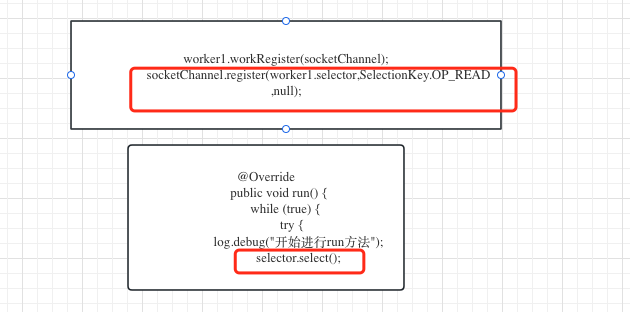 worker1.workRegister(socketChannel);
socketChannel.register(worker1.selector,SelectionKey.OP_READ
,null);
@Override
public void run() {
while (true) {
try {
log.debug("开始进行run方法");
selector.select();